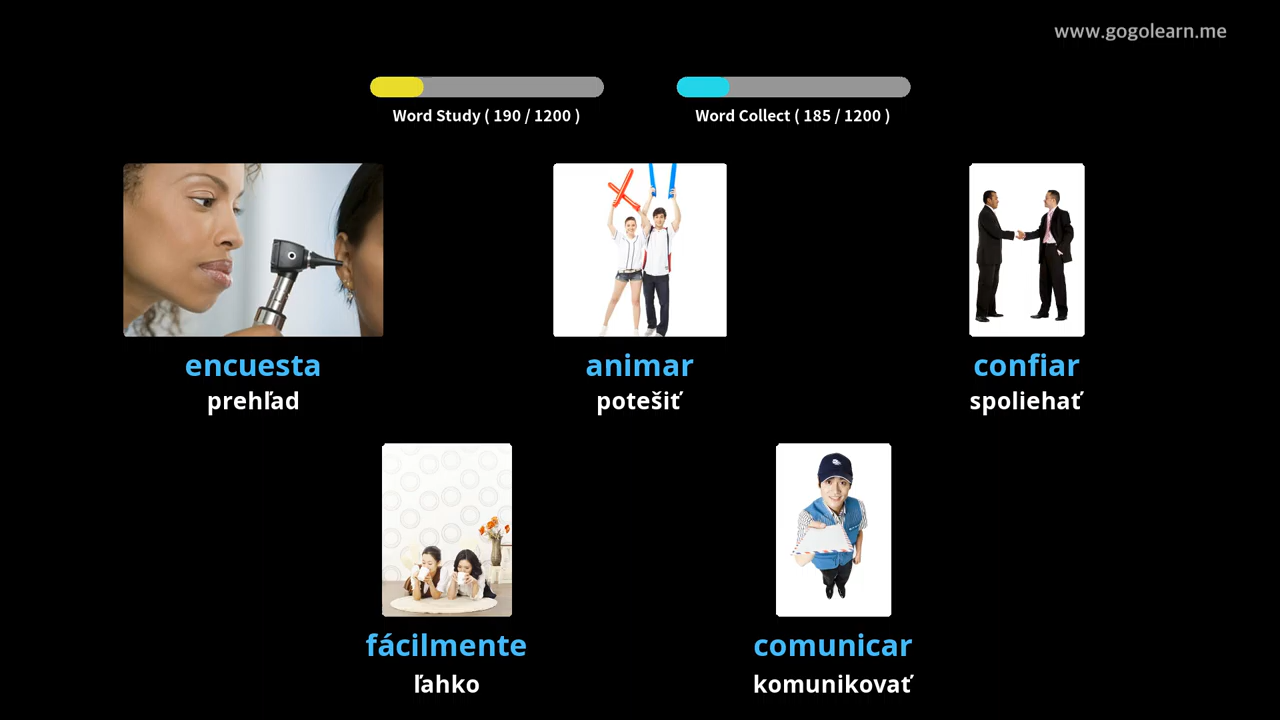 www.gogolearn.me
Word Study ( 190 / 1200 )
Word Collect ( 185 / 1200 )
encuesta
prehľad
animar
potešiť
confiar
spoliehať
fácilmente
ľahko
comunicar
komunikovať